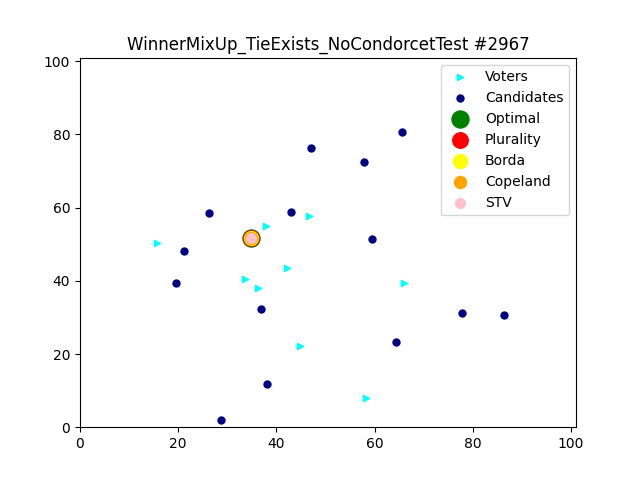 WinnerMixUp_TieExists_NoCondorcetTest #2967
100
80
60
40
20
0
0
20
40
60
80
100
Voters
Candidates
Optimal
Plurality
Borda
Copeland
STV